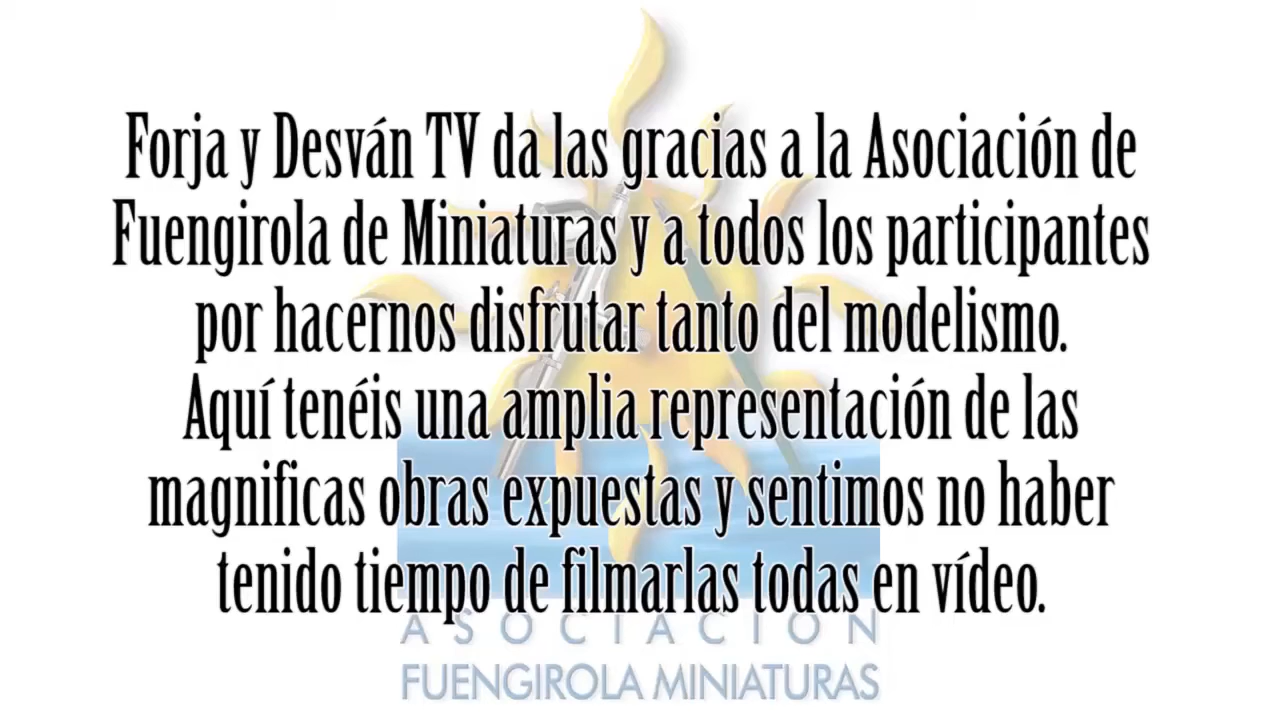 Forja y Desván TV da las gracias a la Asociación de
Fuengirola de Miniaturas y a todos los participantes
por hacernos disfrutar tanto del modelismo.
Aquí tenéis una amplia representación de las
magnificas obras expuestas y sentimos no haber
tenido tiempo de filmarlas todas en vídeo.
ASOCIACION
FUENGIROLA MINIATURAS